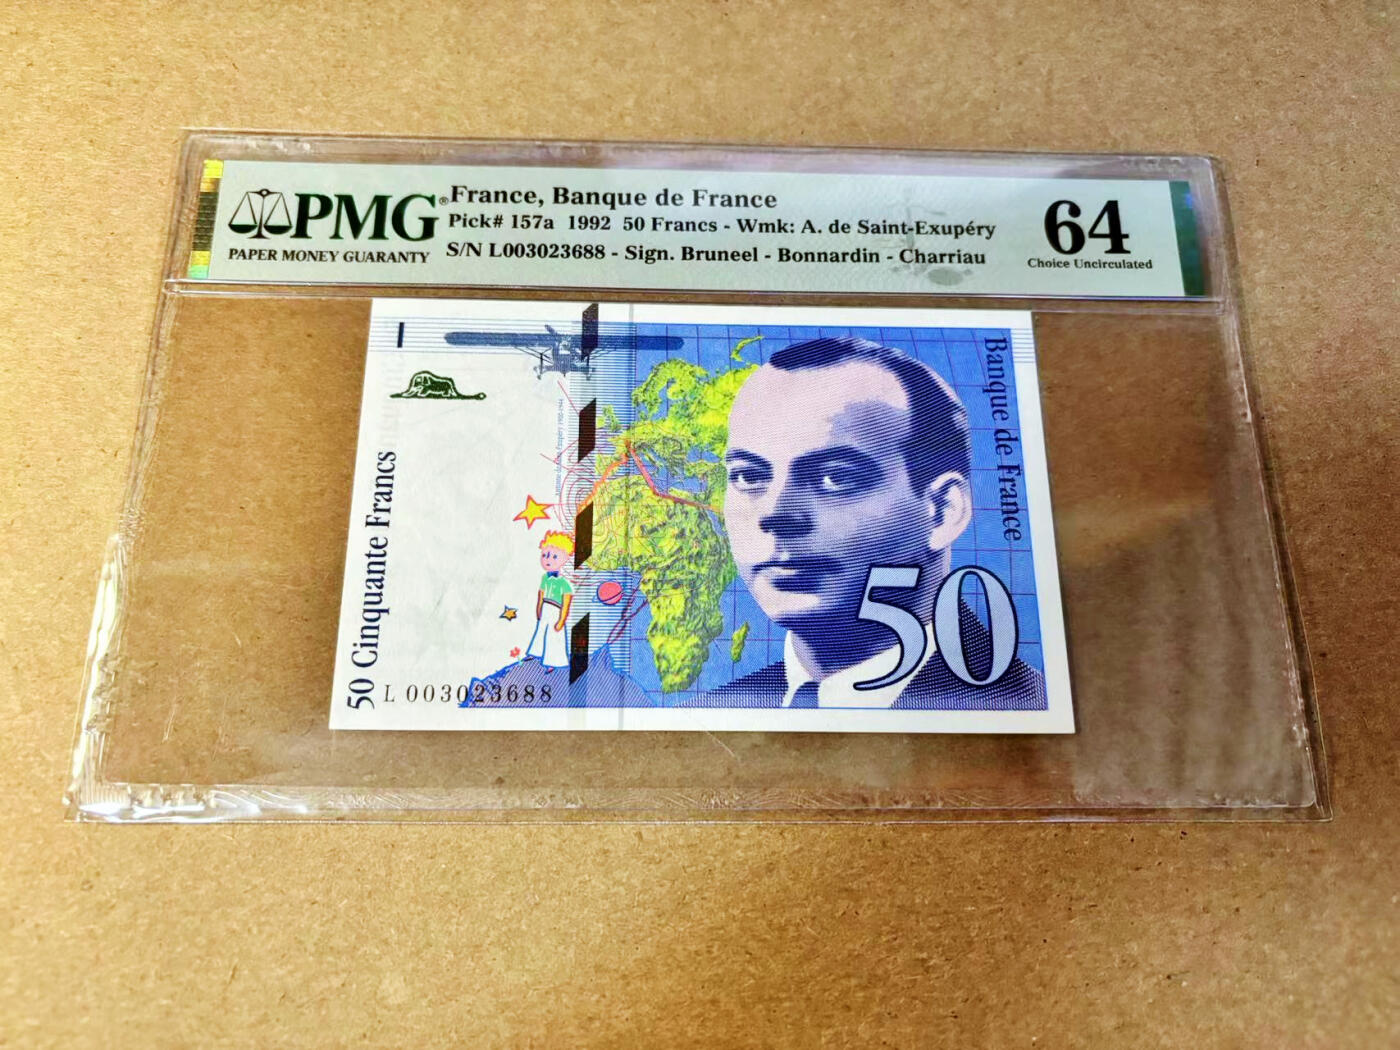 PMG®
PAPER MONEY GUARANTY
France, Banque de France
Pick# 157a 1992 50 Francs - Wmk: A. de Saint-Exupéry
S/N L003023688 - Sign. Bruneel - Bonnardin - Charriau
64
Choice Uncirculated
50 Cinquante Francs
L 003023688
Banque de France
50